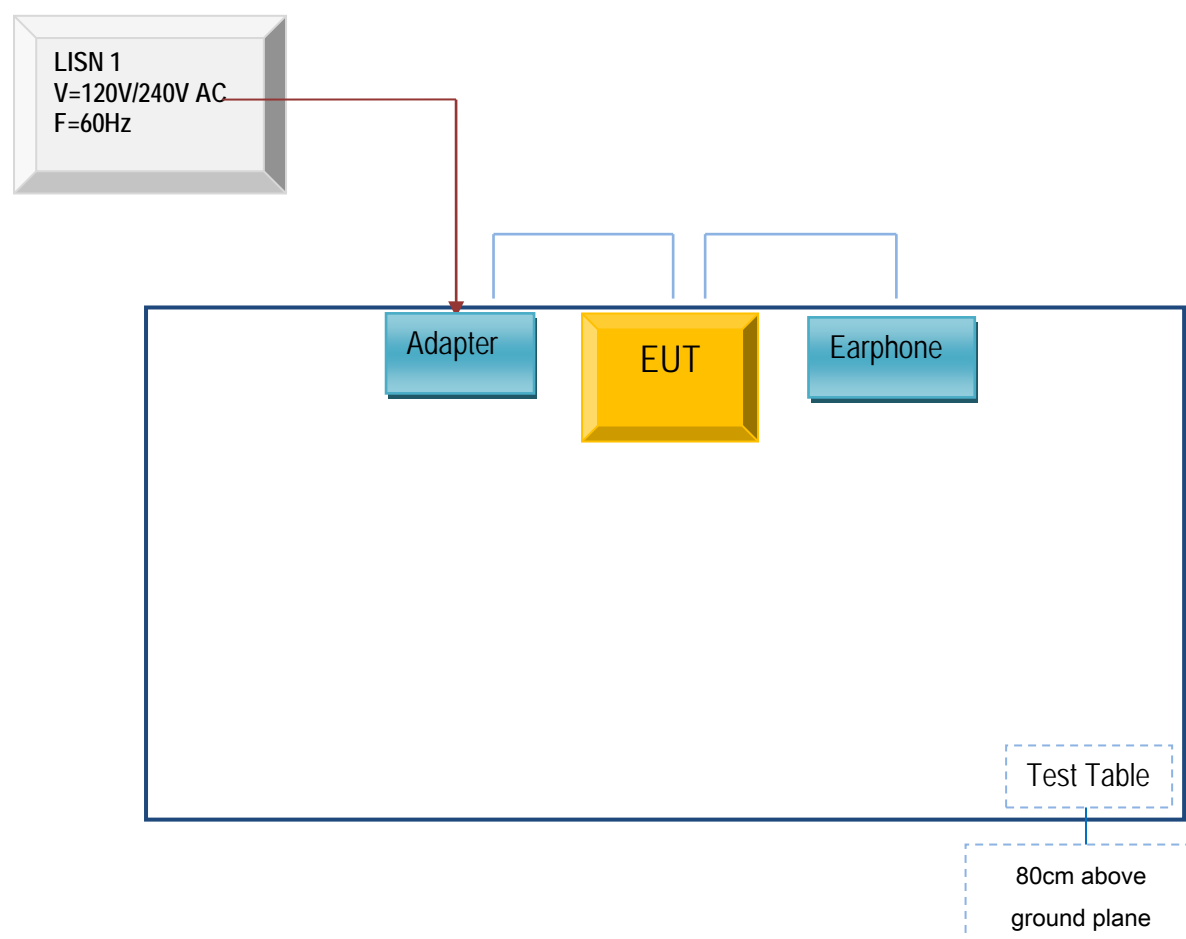 LISN 1
V=120V/240V AC
F=60Hz
Adapter
EUT
Earphone
Test Table
80cm above
ground plane